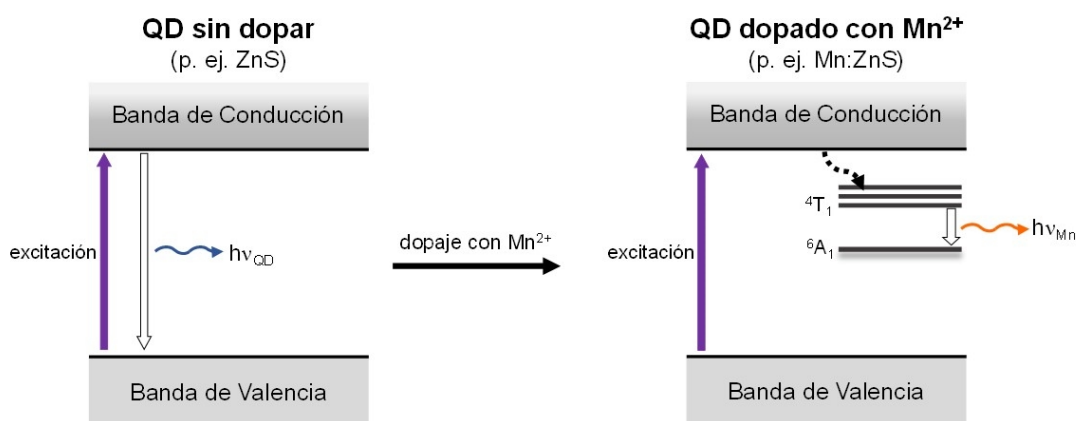 QD sin dopar
(p. ej. ZnS)
Banda de Conducción
excitación
hνQD
Banda de Valencia
dopaje con Mn²⁺
QD dopado con Mn²⁺
(p. ej. Mn:ZnS)
Banda de Conducción
⁴T₁
hνMn
⁶A₁
excitación
Banda de Valencia